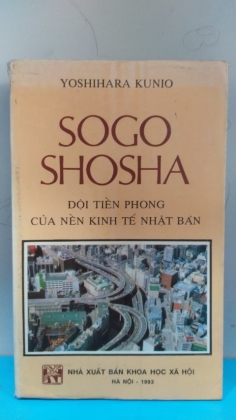 YOSHIHARA KUNIO
SOGO
SHOSHA
ĐỘI TIỀN PHONG
CỦA NỀN KINH TẾ NHẬT BẢN
NHÀ XUẤT BẢN KHOA HỌC XÃ HỘI
HÀ NỘI - 1993